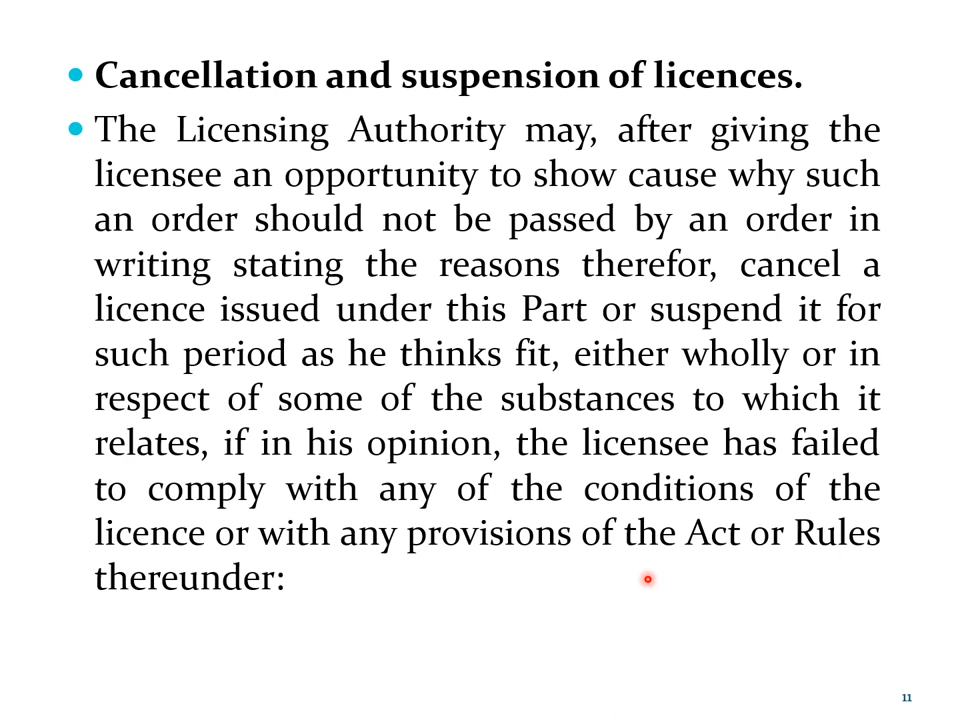 Cancellation and suspension of licences.
The Licensing Authority may, after giving the
licensee an opportunity to show cause why such
an order should not be passed by an order in
writing stating the reasons therefor, cancel a
licence issued under this Part or suspend it for
such period as he thinks fit, either wholly or in
respect of some of the substances to which it
relates, if in his opinion, the licensee has failed
to comply with any of the conditions of the
licence or with any provisions of the Act or Rules
thereunder:
11